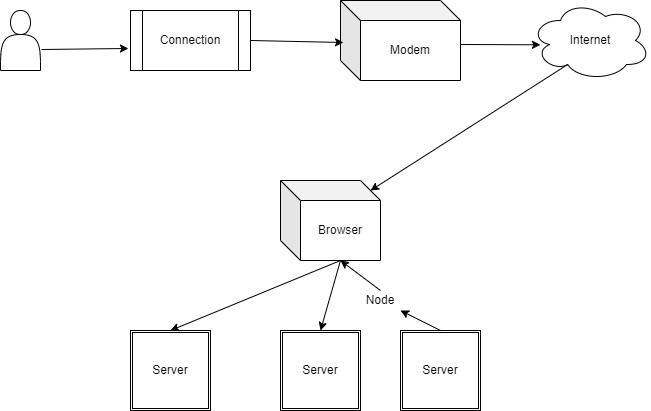 Connection
Modem
Internet
Browser
Node
Server
Server
Server